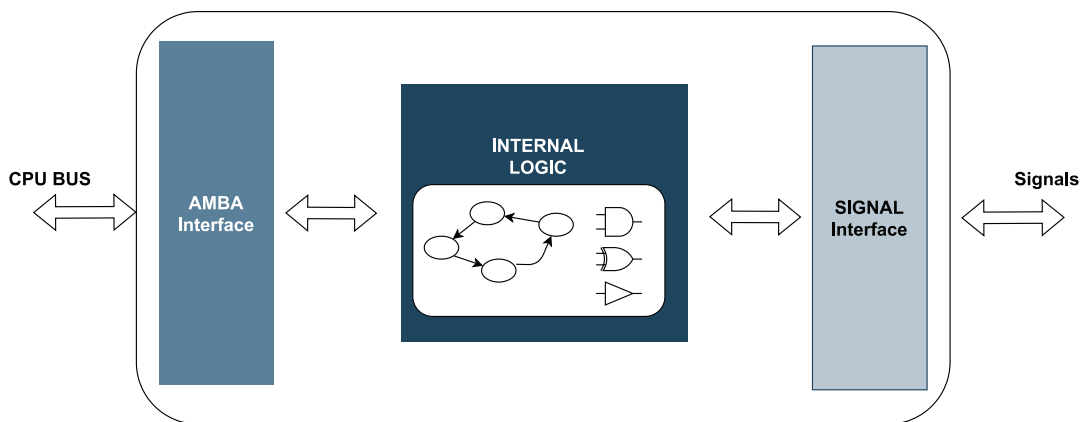 CPU BUS
AMBA
Interface
INTERNAL
LOGIC
SIGNAL
Interface
Signals